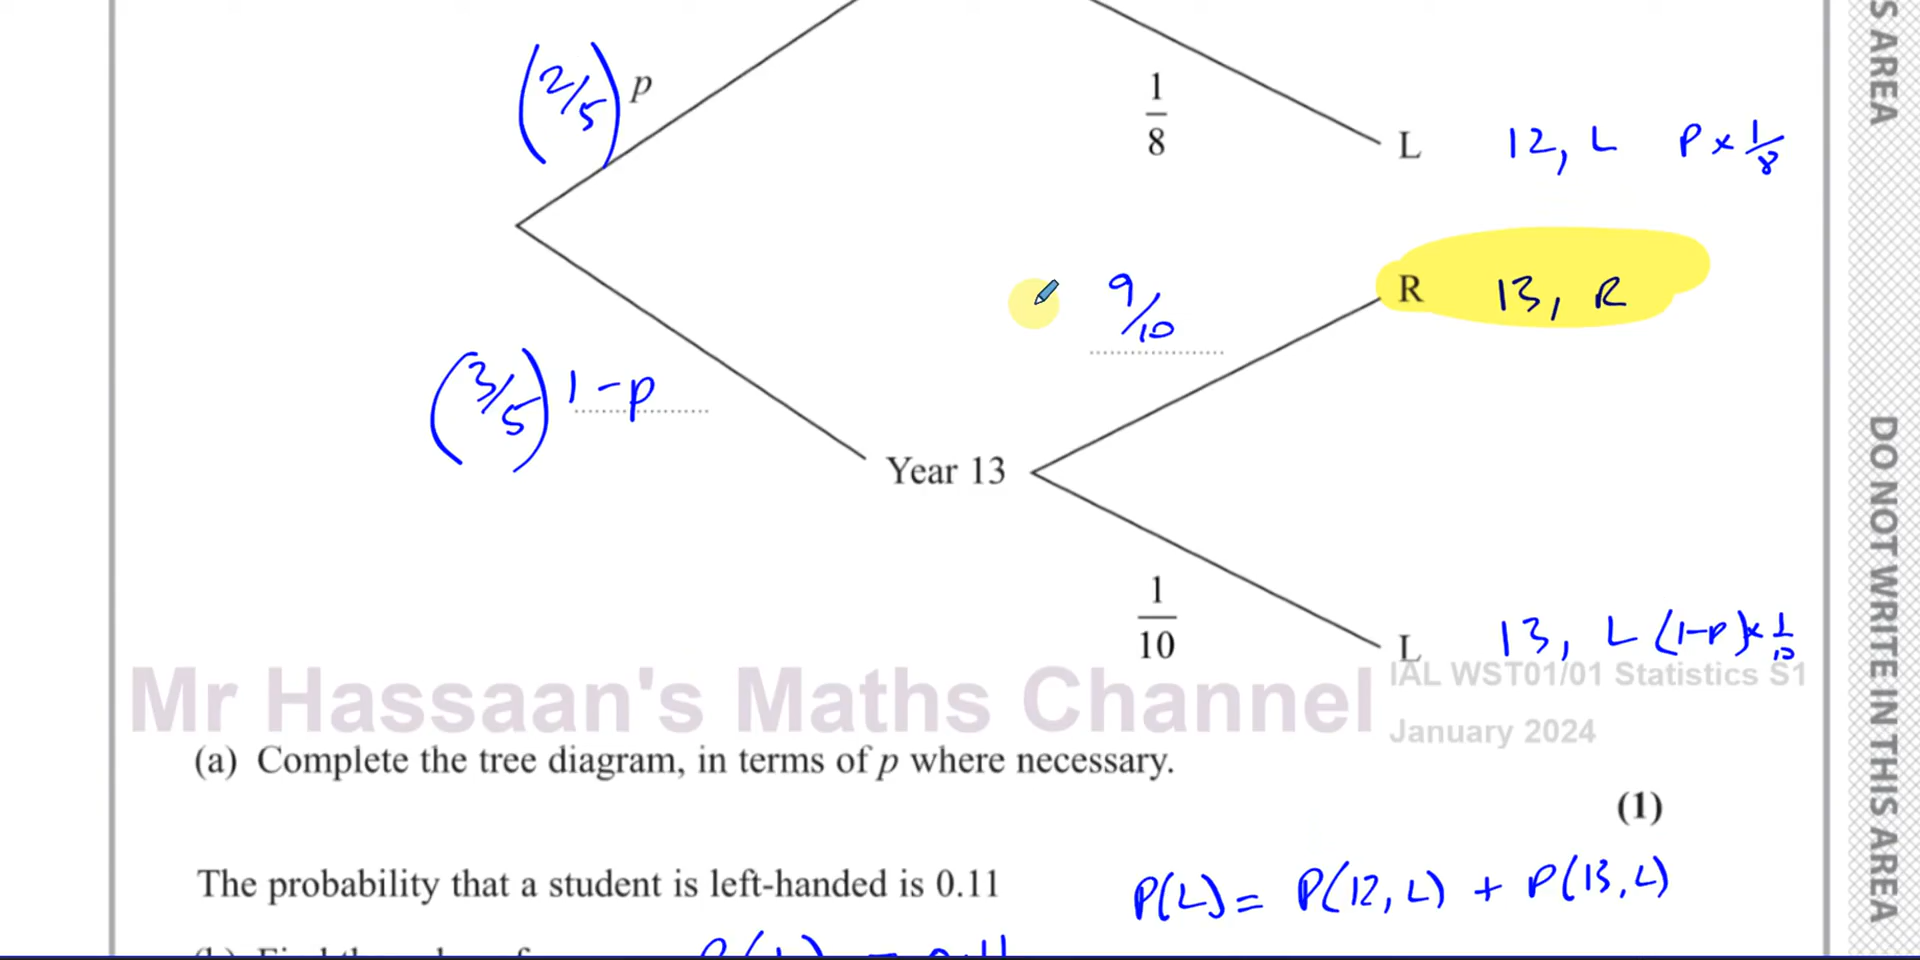 S AREA
(2/5) p
1/8
L 12, L P × 1/8
9/10
R 13, R
(3/5) 1 - p
Year 13
1/10
L 13, L (1-p) × 1/10
DO NOT WRITE IN THIS AREA
Mr Hassaan's Maths Channel
IAL WST01/01 Statistics S1
January 2024
(a) Complete the tree diagram, in terms of p where necessary.
(1)
The probability that a student is left-handed is 0.11
P(L) = P(12, L) + P(13, L)